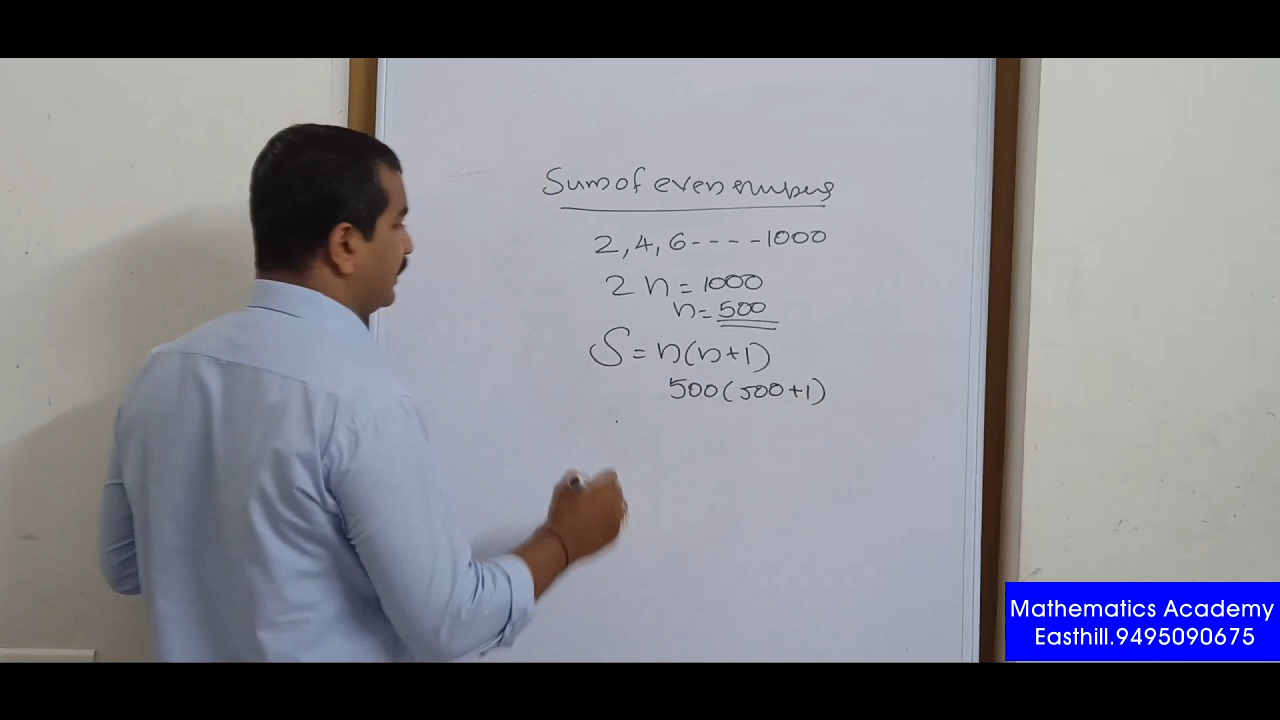 Sum of even numbers
2, 4, 6 - - - - 1000
2n = 1000
n = 500
S = n(n+1)
500(500+1)
Mathematics Academy
Easthill.9495090675